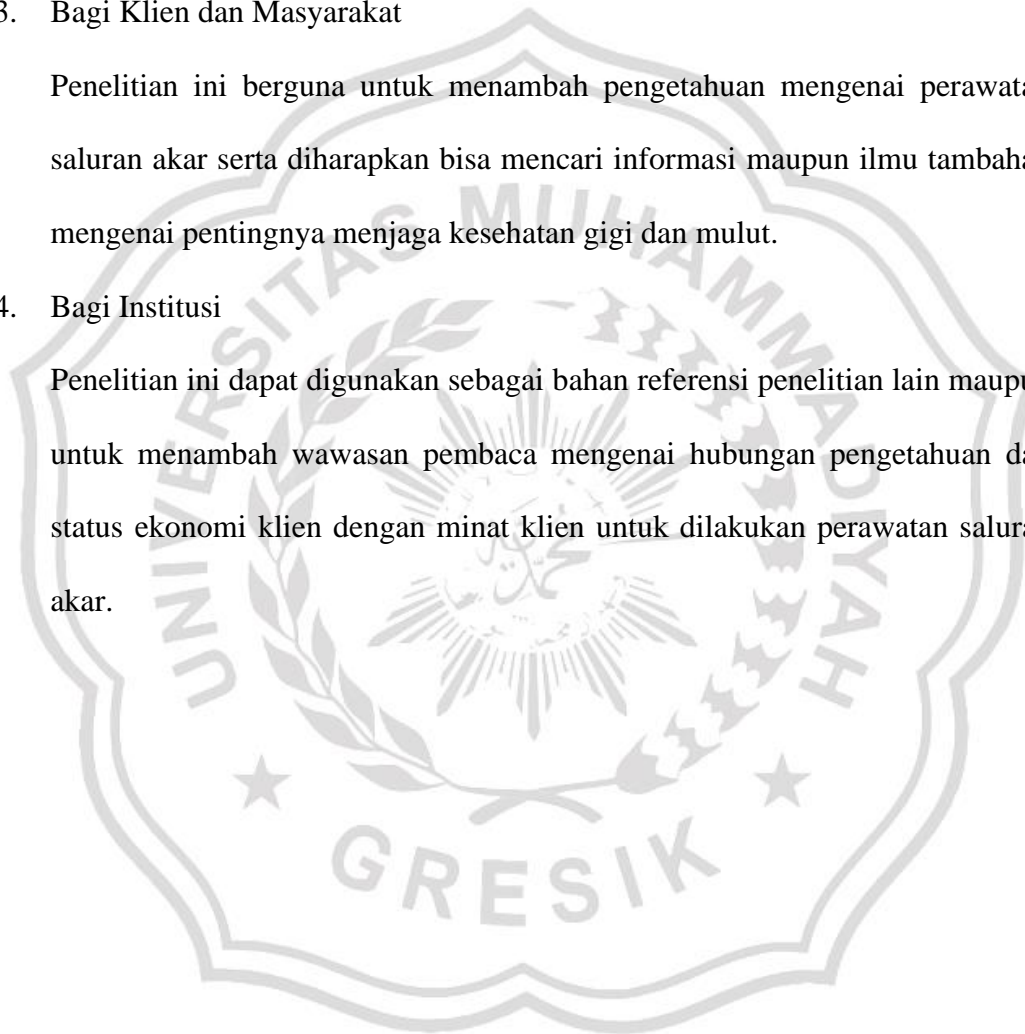 3. Bagi Klien dan Masyarakat
Penelitian ini berguna untuk menambah pengetahuan mengenai perawata
saluran akar serta diharapkan bisa mencari informasi maupun ilmu tambaha
mengenai pentingnya menjaga kesehatan gigi dan mulut.
4. Bagi Institusi
Penelitian ini dapat digunakan sebagai bahan referensi penelitian lain maupu
untuk menambah wawasan pembaca mengenai hubungan pengetahuan da
status ekonomi klien dengan minat klien untuk dilakukan perawatan salura
akar.
UNIVERSITAS MUHAMMADIYAH
GRESIK